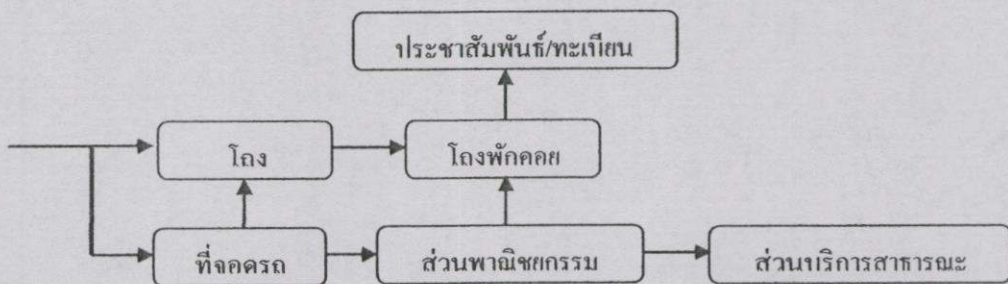 ประชาสัมพันธ์/ทะเบียน
โถง
โถงพักคอย
ที่จอดรถ
ส่วนพาณิชยกรรม
ส่วนบริการสาธารณะ